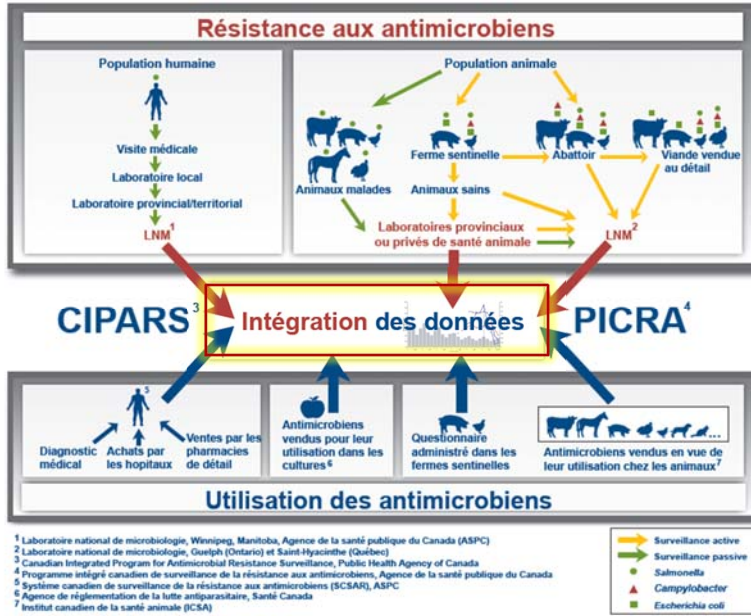 Résistance aux antimicrobiens
Population humaine
Visite médicale
Laboratoire local
Laboratoire provincial/territorial
LNM1
Population animale
Animaux malades
Ferme sentinelle
Abattoir
Viande vendue
au détail
Animaux sains
Laboratoires provinciaux
ou privés de santé animale
LNM2
CIPARS3
Intégration des données
PICRA4
5
Diagnostic
médical
Achats par
les hopitaux
Ventes par les
pharmacies
de détail
Antimicrobiens
vendus pour leur
utilisation dans les
cultures6
Questionnaire
administré dans les
fermes sentinelles
...
Antimicrobiens vendus en vue de
leur utilisation chez les animaux7
Utilisation des antimicrobiens
1 Laboratoire national de microbiologie, Winnipeg, Manitoba, Agence de la santé publique du Canada (ASPC)
2 Laboratoire national de microbiologie, Guelph (Ontario) et Saint-Hyacinthe (Québec)
3 Canadian Integrated Program for Antimicrobial Resistance Surveillance, Public Health Agency of Canada
4 Programme intégré canadien de surveillance de la résistance aux antimicrobiens, Agence de la santé publique du Canada
5 Système canadien de surveillance de la résistance aux antimicrobiens (SCSAR), ASPC
6 Agence de réglementation de la lutte antiparasitaire, Santé Canada
7 Institut canadien de la santé animale (ICSA)
Surveillance active
Surveillance passive
Salmonella
Campylobacter
Escherichia coli